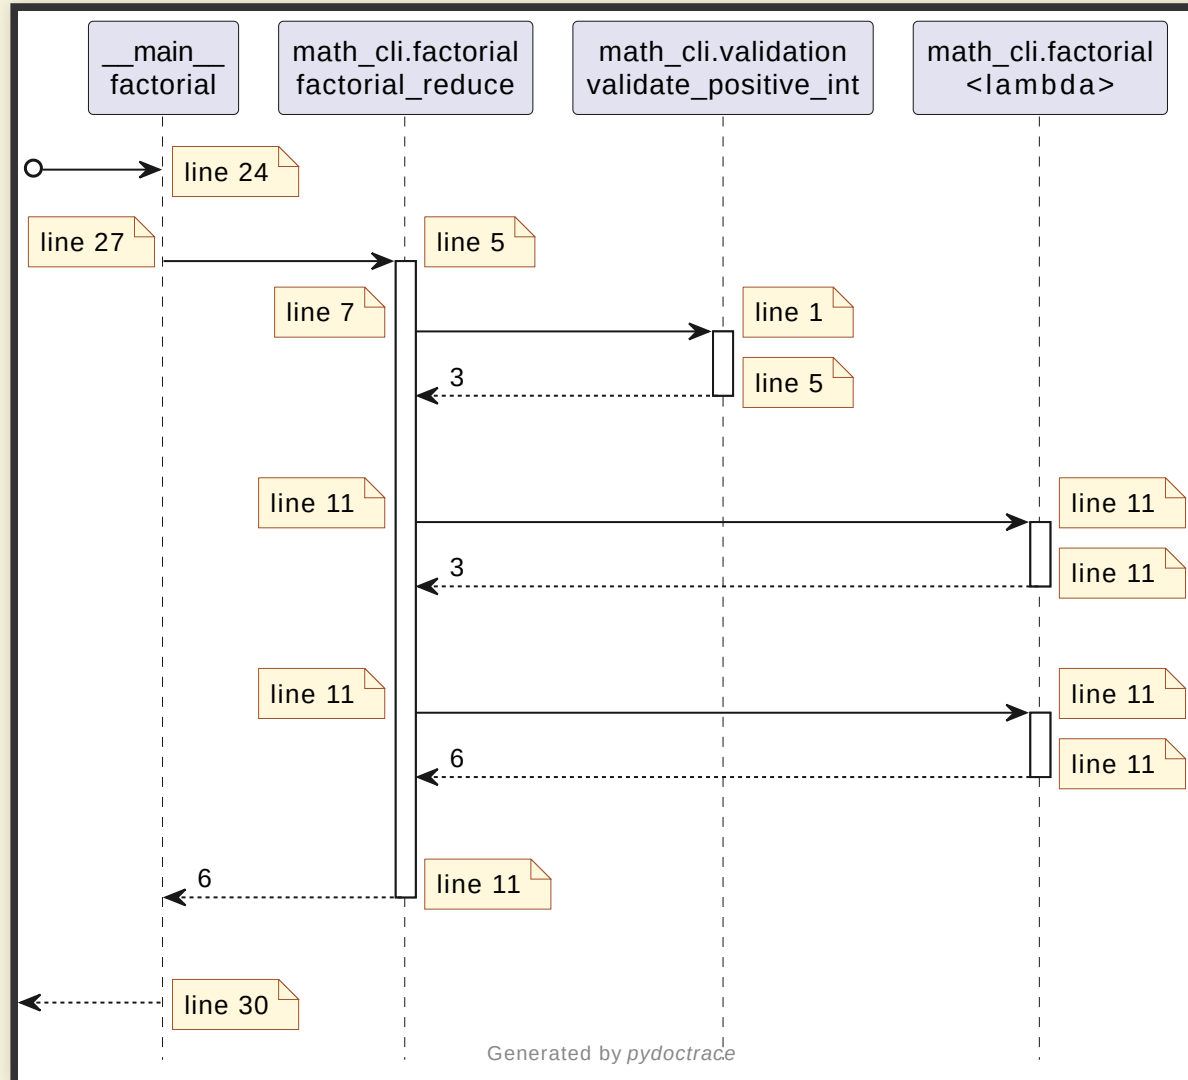 __main__
factorial
math_cli.factorial
factorial_reduce
math_cli.validation
validate_positive_int
math_cli.factorial
<lambda>
line 24
line 27
line 5
line 7
line 1
3
line 5
line 11
line 11
3
line 11
line 11
line 11
6
line 11
6
line 11
line 30
Generated by pydoctrace